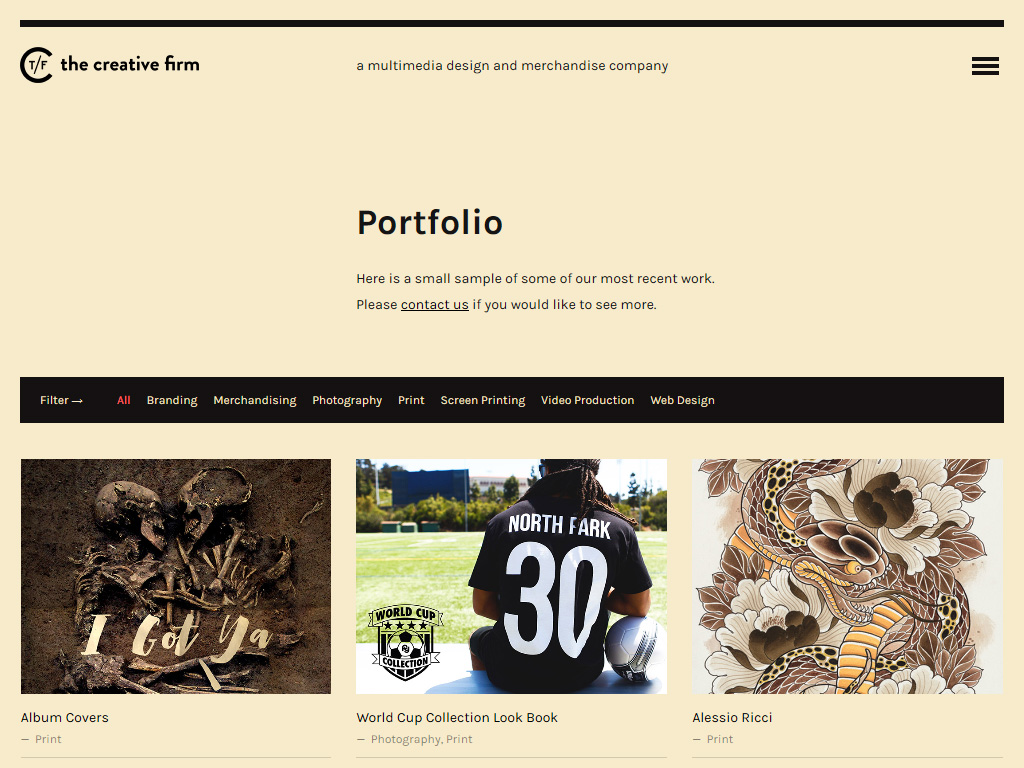 T/F the creative firm
a multimedia design and merchandise company
Portfolio
Here is a small sample of some of our most recent work.
Please contact us if you would like to see more.
Filter → All Branding Merchandising Photography Print Screen Printing Video Production Web Design
I Got Ya
NORTH PARK
30
WORLD CUP
COLLECTION
Album Covers
— Print
World Cup Collection Look Book
— Photography, Print
Alessio Ricci
— Print